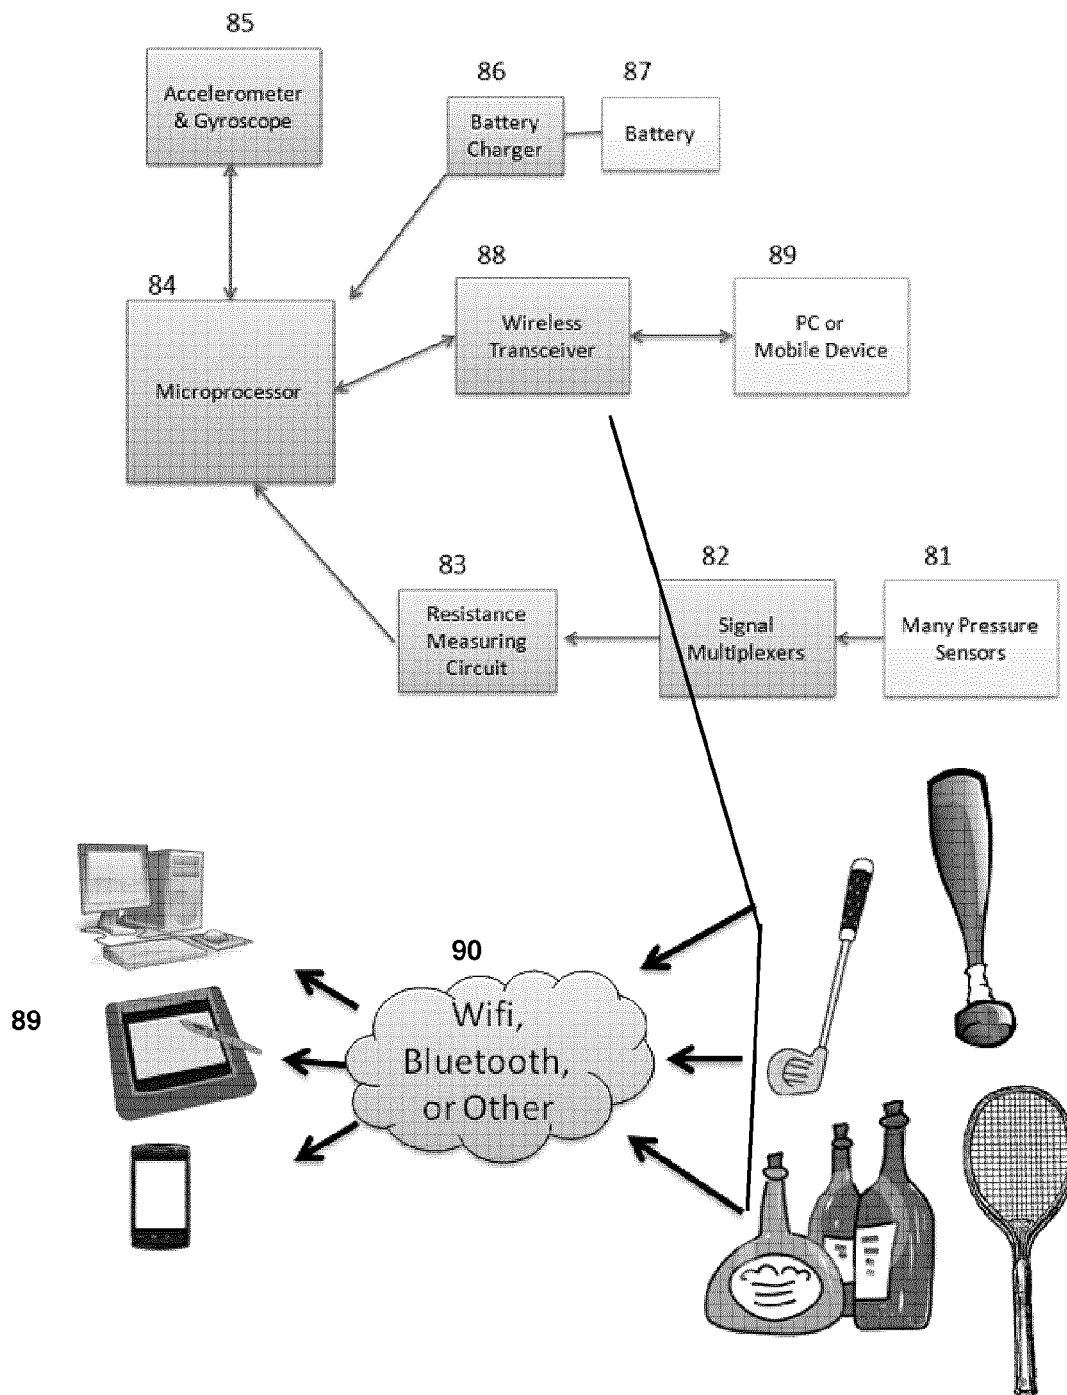 85
Accelerometer
& Gyroscope
86
Battery
Charger
87
Battery
84
Microprocessor
88
Wireless
Transceiver
89
PC or
Mobile Device
83
Resistance
Measuring
Circuit
82
Signal
Multiplexers
81
Many Pressure
Sensors
90
Wifi,
Bluetooth,
or Other
89